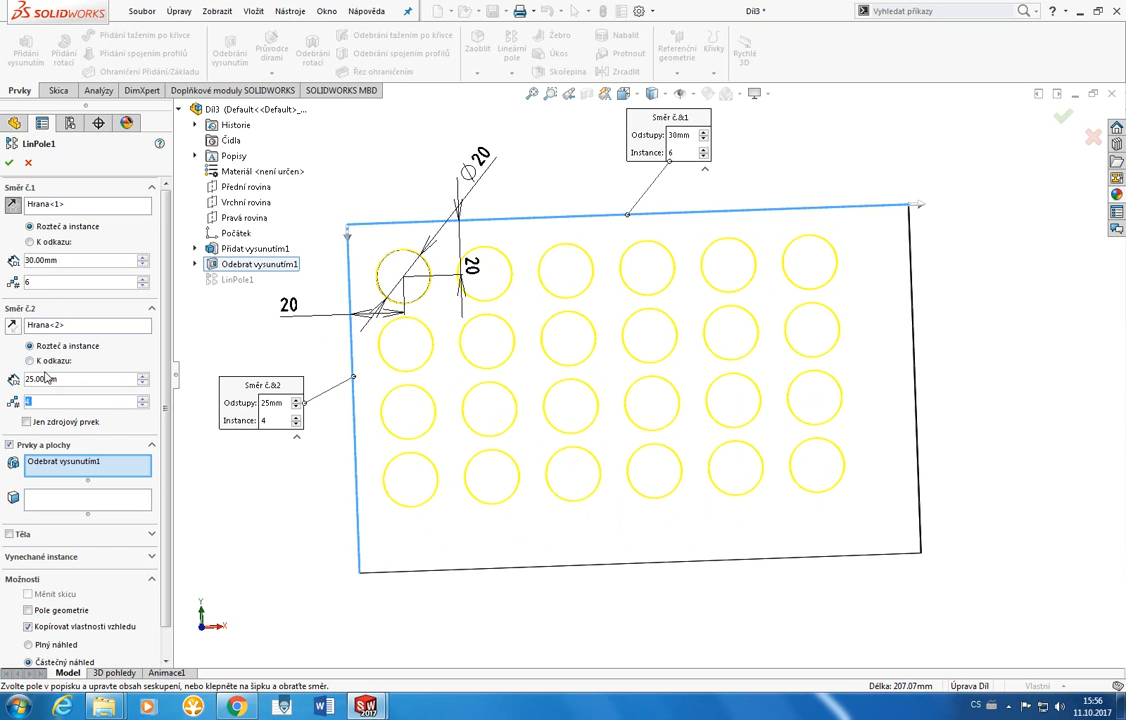 SOLIDWORKS
Soubor Úpravy Zobrazit Vložit Nástroje Okno Nápověda
Díl3 *
Vyhledat příkazy
Přidání vysunutím
Přidání rotací
Přidání tažením po křivce
Přidání spojením profilů
Ohraničení Přidání/Základu
Odebrání vysunutím
Průvodce dírami
Odebrání rotací
Odebrání tažením po křivce
Odebrání spojením profilů
Řez ohraničením
Zaoblit
Lineární pole
Žebro
Úkos
Skořepina
Nabalit
Protnout
Zrcadlit
Referenční geometrie
Křivky
Rychlé 3D
Prvky Skica Analýzy DimXpert Doplňkové moduly SOLIDWORKS SOLIDWORKS MBD
LinPole1
Směr č.1
Hrana<1>
Rozteč a instance
K odkazu:
30.00mm
6
Směr č.2
Hrana<2>
Rozteč a instance
K odkazu:
25.00mm
4
Jen zdrojový prvek
Prvky a plochy
Odebrat vysunutím1
Těla
Vynechané instance
Možnosti
Měnit skicu
Pole geometrie
Kopírovat vlastnosti vzhledu
Plný náhled
Částečný náhled
Díl3 (Default<<Default>_...
Historie
Čidla
Popisy
Materiál <není určen>
Přední rovina
Vrchní rovina
Pravá rovina
Počátek
Přidat vysunutím1
Odebrat vysunutím1
LinPole1
Směr č.&1
Odstupy: 30mm
Instance: 6
∅20
20
20
Směr č.&2
Odstupy: 25mm
Instance: 4
Y
X
Model 3D pohledy Animace1
Zvolte pole v popisku a upravte obsah seskupení, nebo klepněte na šipku a obraťte směr.
Délka: 207.07mm
Úprava Díl
Vlastní
CS
15:56
11.10.2017